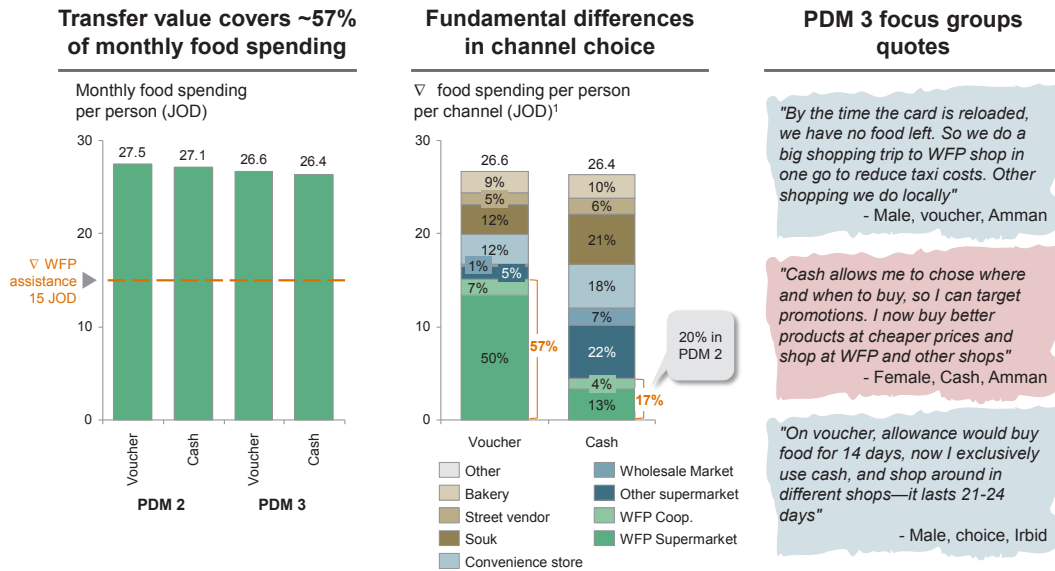 Transfer value covers ~57%
of monthly food spending
Monthly food spending
per person (JOD)
30
20
10
0
27.5
27.1
26.6
26.4
∇ WFP
assistance
15 JOD
Voucher
Cash
Voucher
Cash
PDM 2
PDM 3
Fundamental differences
in channel choice
∇ food spending per person
per channel (JOD)1
30
20
10
0
26.6
9%
5%
12%
12%
1%
5%
7%
50%
57%
26.4
10%
6%
21%
18%
7%
22%
4%
13%
17%
20% in
PDM 2
Voucher
Cash
Other
Bakery
Street vendor
Souk
Convenience store
Wholesale Market
Other supermarket
WFP Coop.
WFP Supermarket
PDM 3 focus groups
quotes
"By the time the card is reloaded,
we have no food left. So we do a
big shopping trip to WFP shop in
one go to reduce taxi costs. Other
shopping we do locally"
- Male, voucher, Amman
"Cash allows me to chose where
and when to buy, so I can target
promotions. I now buy better
products at cheaper prices and
shop at WFP and other shops"
- Female, Cash, Amman
"On voucher, allowance would buy
food for 14 days, now I exclusively
use cash, and shop around in
different shops—it lasts 21-24
days"
- Male, choice, Irbid